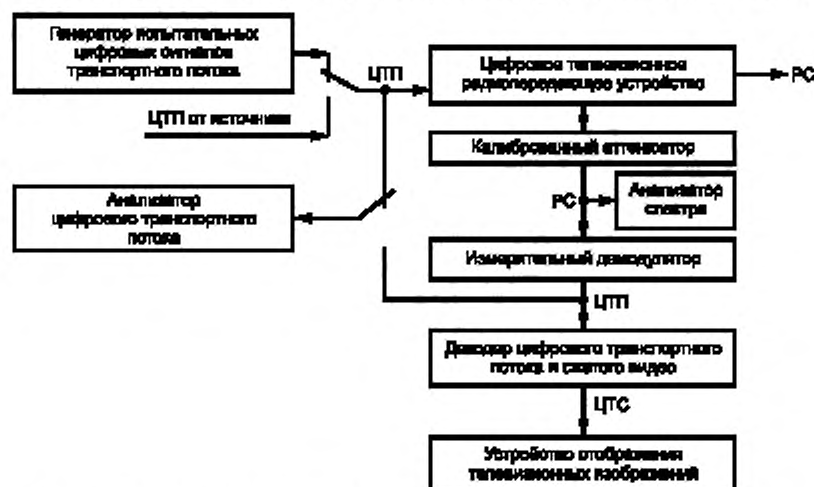 Генератор испытательных
цифровых сигналов
транспортного потока
ЦТП
Цифровое телевизионное
радиопередающее устройство
РС
ЦТП от источника
Калиброванный аттенюатор
Анализатор
цифрового транспортного
потока
РС
Анализатор
спектра
Измерительный демодулятор
ЦТП
Декодер цифрового транспортного
потока и сжатого видео
ЦТС
Устройство отображения
телевизионных изображений